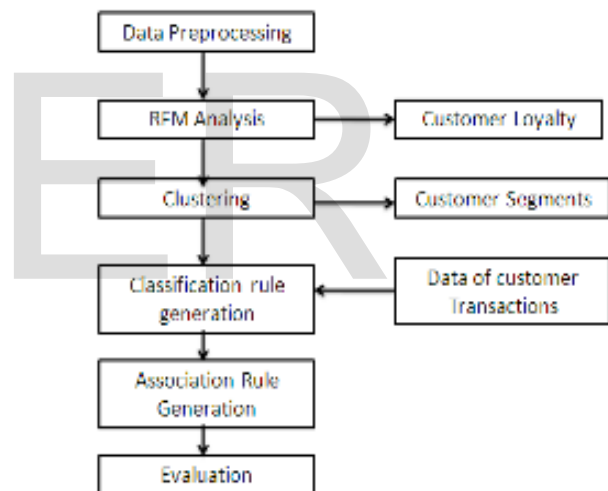 Data Preprocessing
RFM Analysis
Customer Loyalty
Clustering
Customer Segments
Classification rule
generation
Data of customer
Transactions
Association Rule
Generation
Evaluation
ER